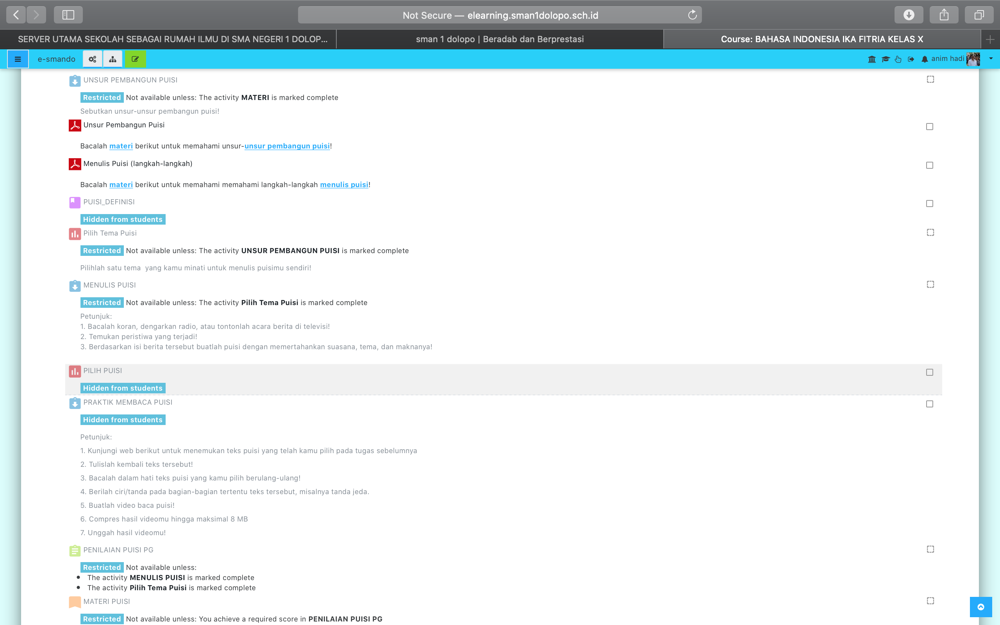 Not Secure — elearning.sman1dolopo.sch.id
SERVER UTAMA SEKOLAH SEBAGAI RUMAH ILMU DI SMA NEGERI 1 DOLOP...
sman 1 dolopo | Beradab dan Berprestasi
Course: BAHASA INDONESIA IKA FITRIA KELAS X
e-smando
anim hadi
UNSUR PEMBANGUN PUISI
Restricted Not available unless: The activity MATERI is marked complete
Sebutkan unsur-unsur pembangun puisi!
Unsur Pembangun Puisi
Bacalah materi berikut untuk memahami unsur-unsur pembangun puisi!
Menulis Puisi (langkah-langkah)
Bacalah materi berikut untuk memahami memahami langkah-langkah menulis puisi!
PUISI_DEFINISI
Hidden from students
Pilih Tema Puisi
Restricted Not available unless: The activity UNSUR PEMBANGUN PUISI is marked complete
Pilihlah satu tema  yang kamu minati untuk menulis puisimu sendiri!
MENULIS PUISI
Restricted Not available unless: The activity Pilih Tema Puisi is marked complete
Petunjuk:
1. Bacalah koran, dengarkan radio, atau tontonlah acara berita di televisi!
2. Temukan peristiwa yang terjadi!
3. Berdasarkan isi berita tersebut buatlah puisi dengan memertahankan suasana, tema, dan maknanya!
PILIH PUISI
Hidden from students
PRAKTIK MEMBACA PUISI
Hidden from students
Petunjuk:
1. Kunjungi web berikut untuk menemukan teks puisi yang telah kamu pilih pada tugas sebelumnya
2. Tulislah kembali teks tersebut!
3. Bacalah dalam hati teks puisi yang kamu pilih berulang-ulang!
4. Berilah ciri/tanda pada bagian-bagian tertentu teks tersebut, misalnya tanda jeda.
5. Buatlah video baca puisi!
6. Compres hasil videomu hingga maksimal 8 MB
7. Unggah hasil videomu!
PENILAIAN PUISI PG
Restricted Not available unless:
• The activity MENULIS PUISI is marked complete
• The activity Pilih Tema Puisi is marked complete
MATERI PUISI
Restricted Not available unless: You achieve a required score in PENILAIAN PUISI PG